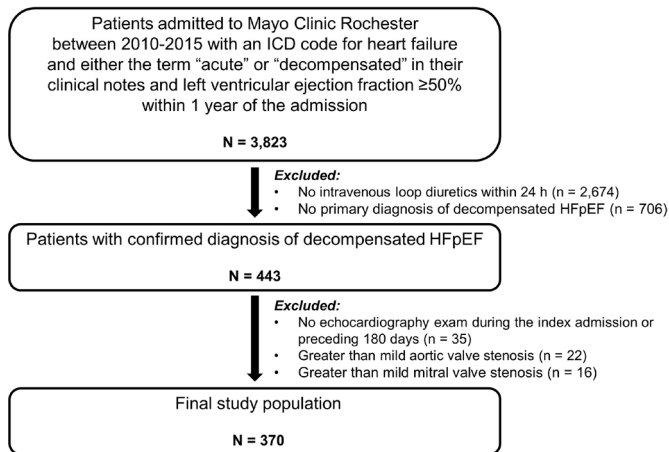 Patients admitted to Mayo Clinic Rochester
between 2010-2015 with an ICD code for heart failure
and either the term “acute” or “decompensated” in their
clinical notes and left ventricular ejection fraction ≥50%
within 1 year of the admission
N = 3,823
Excluded:
• No intravenous loop diuretics within 24 h (n = 2,674)
• No primary diagnosis of decompensated HFpEF (n = 706)
Patients with confirmed diagnosis of decompensated HFpEF
N = 443
Excluded:
• No echocardiography exam during the index admission or
preceding 180 days (n = 35)
• Greater than mild aortic valve stenosis (n = 22)
• Greater than mild mitral valve stenosis (n = 16)
Final study population
N = 370